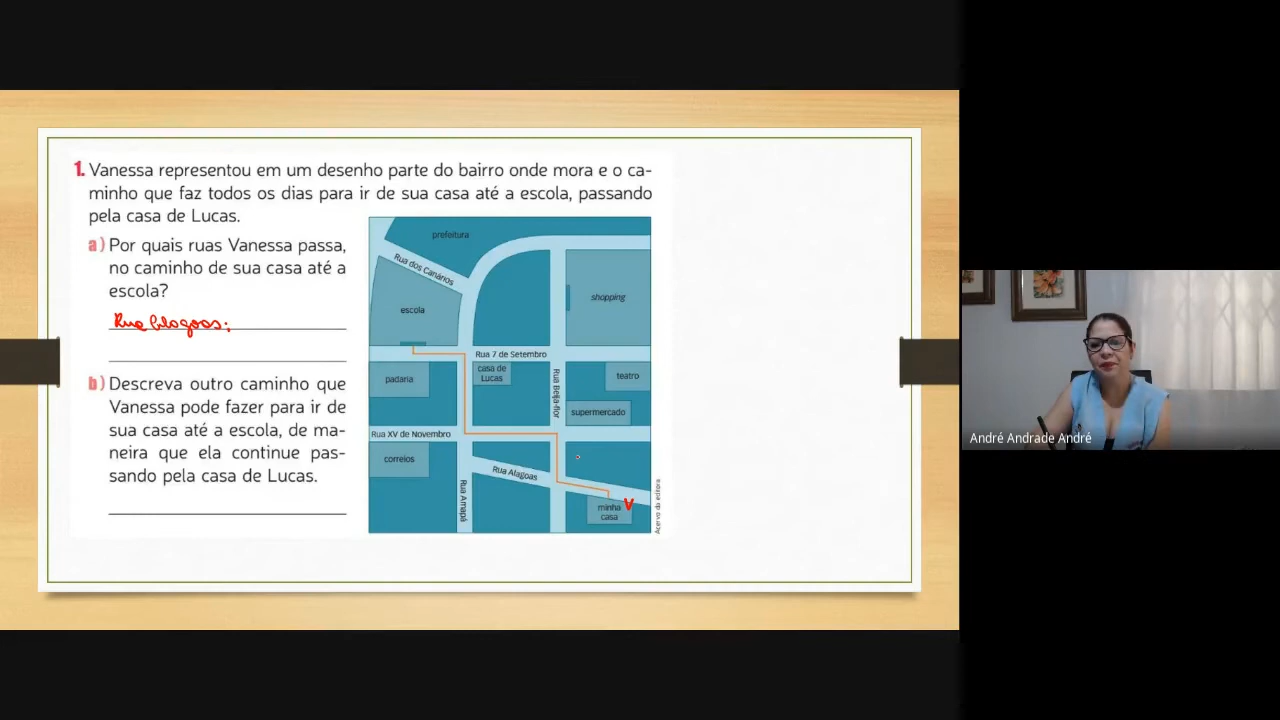 1. Vanessa representou em um desenho parte do bairro onde mora e o ca-
minho que faz todos os dias para ir de sua casa até a escola, passando
pela casa de Lucas.
a) Por quais ruas Vanessa passa,
no caminho de sua casa até a
escola?
Rua Alagoas;
b) Descreva outro caminho que
Vanessa pode fazer para ir de
sua casa até a escola, de ma-
neira que ela continue pas-
sando pela casa de Lucas.
prefeitura
Rua dos Canários
escola
shopping
Rua 7 de Setembro
padaria
casa de
Lucas
Rua Beija-flor
teatro
supermercado
Rua XV de Novembro
correios
Rua Alagoas
Rua Amapá
minha
casa
V
Acervo da editora
André Andrade André